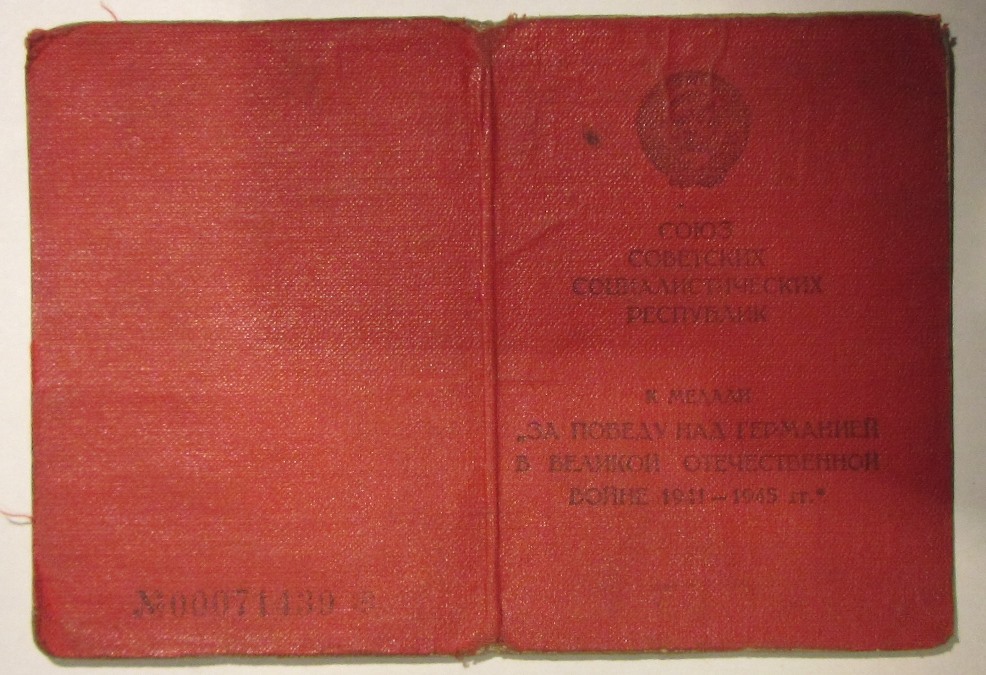 СОЮЗ
СОВЕТСКИХ
СОЦИАЛИСТИЧЕСКИХ
РЕСПУБЛИК
К МЕДАЛИ
„ЗА ПОБЕДУ НАД ГЕРМАНИЕЙ
В ВЕЛИКОЙ ОТЕЧЕСТВЕННОЙ
ВОЙНЕ 1941 — 1945 гг.“
№00071439